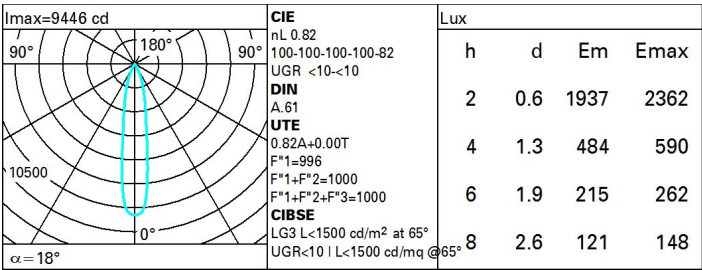 Imax=9446 cd
90° 180° 90°
10500
0°
α=18°
CIE
nL 0.82
100-100-100-100-82
UGR <10-<10
DIN
A.61
UTE
0.82A+0.00T
F"1=996
F"1+F"2=1000
F"1+F"2+F"3=1000
CIBSE
LG3 L<1500 cd/m² at 65°
UGR<10 | L<1500 cd/mq @65°
Lux
h d Em Emax
2 0.6 1937 2362
4 1.3 484 590
6 1.9 215 262
8 2.6 121 148